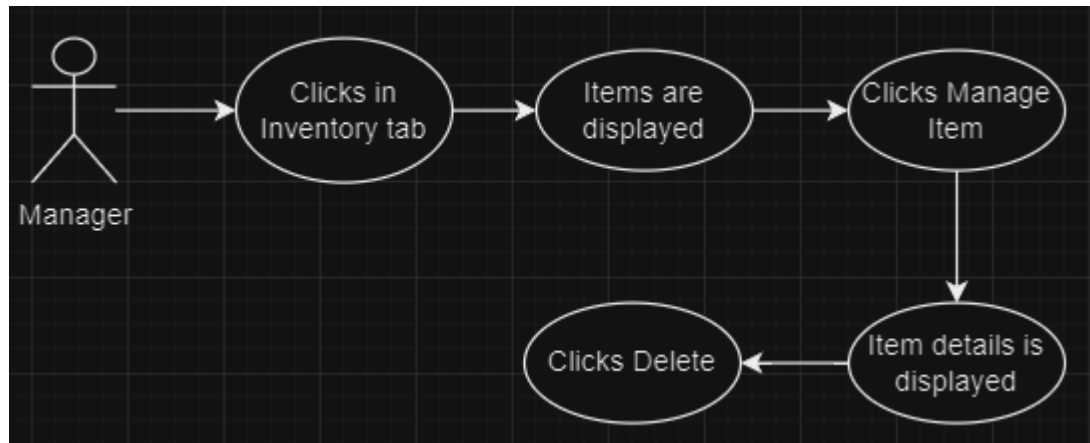 Manager
Clicks in
Inventory tab
Items are
displayed
Clicks Manage
Item
Item details is
displayed
Clicks Delete